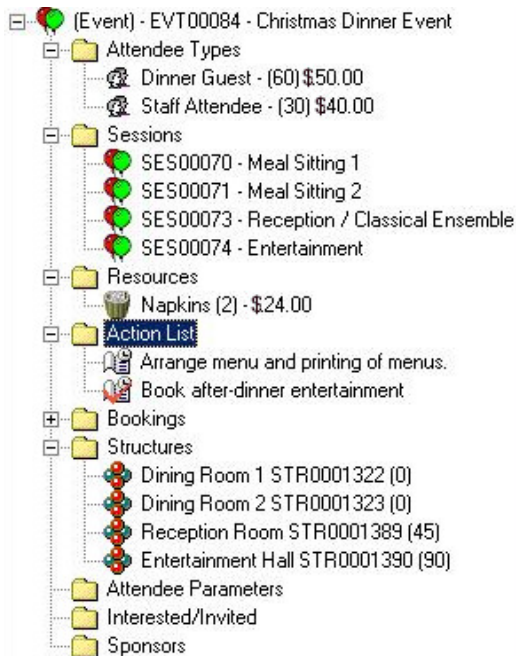 (Event) - EVT00084 - Christmas Dinner Event
Attendee Types
Dinner Guest - (60) $50.00
Staff Attendee - (30) $40.00
Sessions
SES00070 - Meal Sitting 1
SES00071 - Meal Sitting 2
SES00073 - Reception / Classical Ensemble
SES00074 - Entertainment
Resources
Napkins (2) - $24.00
Action List
Arrange menu and printing of menus.
Book after-dinner entertainment
Bookings
Structures
Dining Room 1 STR0001322 (0)
Dining Room 2 STR0001323 (0)
Reception Room STR0001389 (45)
Entertainment Hall STR0001390 (90)
Attendee Parameters
Interested/Invited
Sponsors